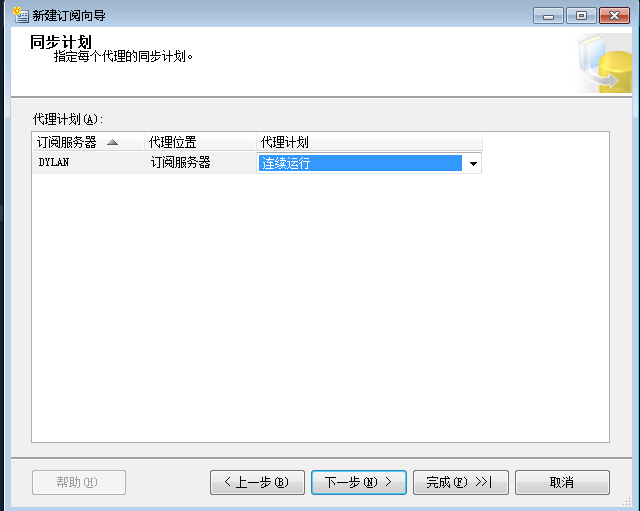 新建订阅向导
同步计划
指定每个代理的同步计划。
代理计划(A):
订阅服务器 代理位置 代理计划
DYLAN 订阅服务器 连续运行
帮助(H) < 上一步(B) 下一步(N) > 完成(F) >>| 取消